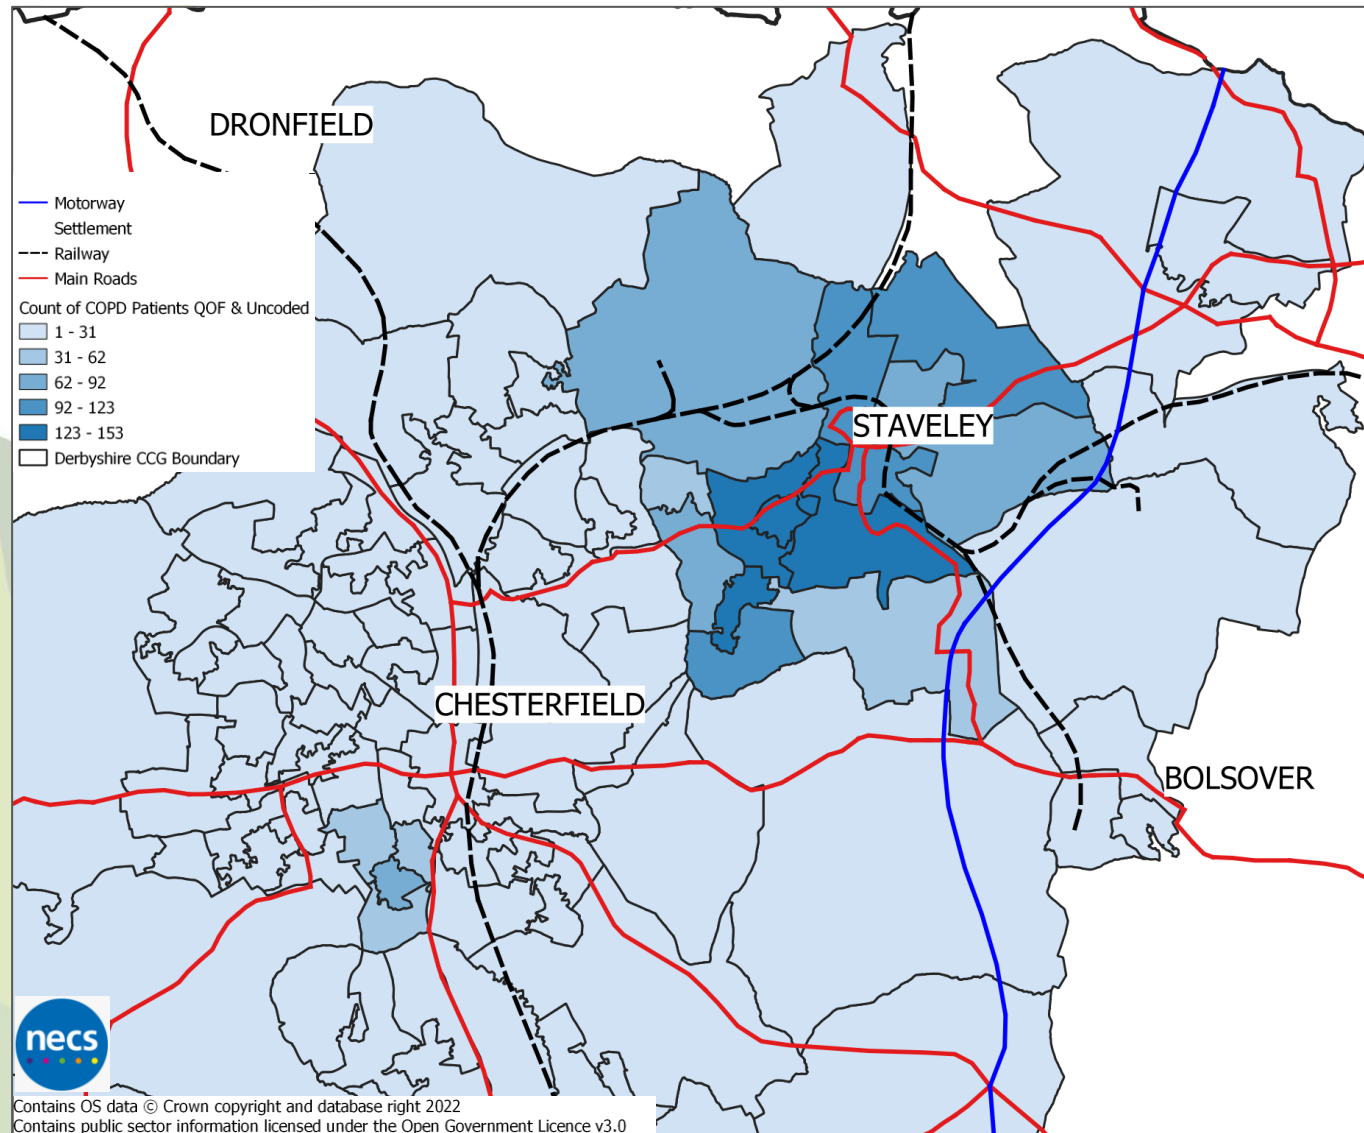 DRONFIELD
Motorway
Settlement
Railway
Main Roads
Count of COPD Patients QOF & Uncoded
1 - 31
31 - 62
62 - 92
92 - 123
123 - 153
Derbyshire CCG Boundary
STAVELEY
CHESTERFIELD
BOLSOVER
necs
Contains OS data © Crown copyright and database right 2022
Contains public sector information licensed under the Open Government Licence v3.0